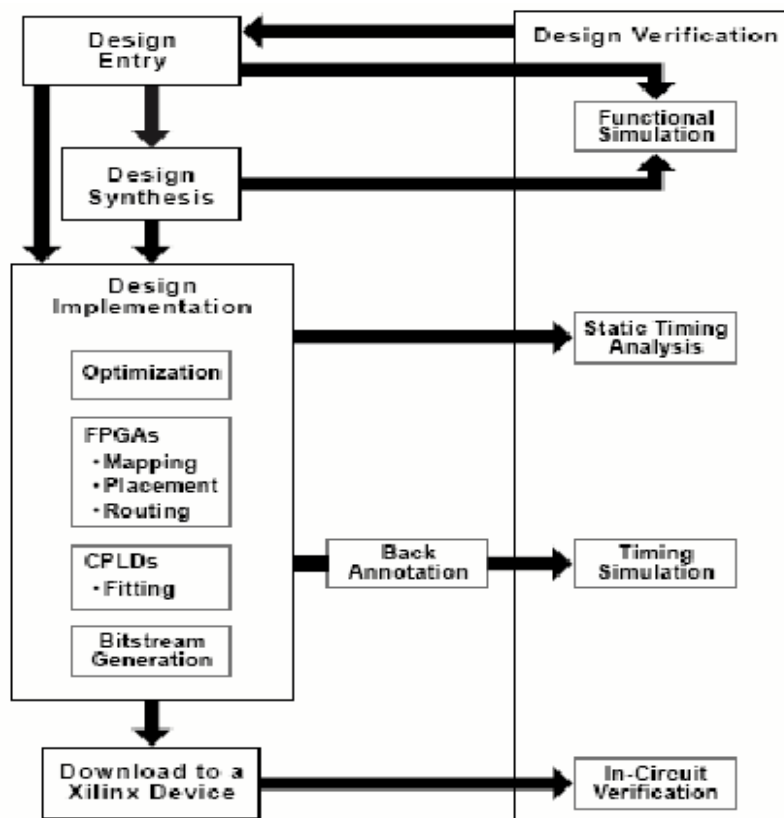 Design
Entry
Design Verification
Functional
Simulation
Design
Synthesis
Design
Implementation
Static Timing
Analysis
Optimization
FPGAs
• Mapping
• Placement
• Routing
Back
Annotation
Timing
Simulation
CPLDs
• Fitting
Bitstream
Generation
Download to a
Xilinx Device
In-Circuit
Verification